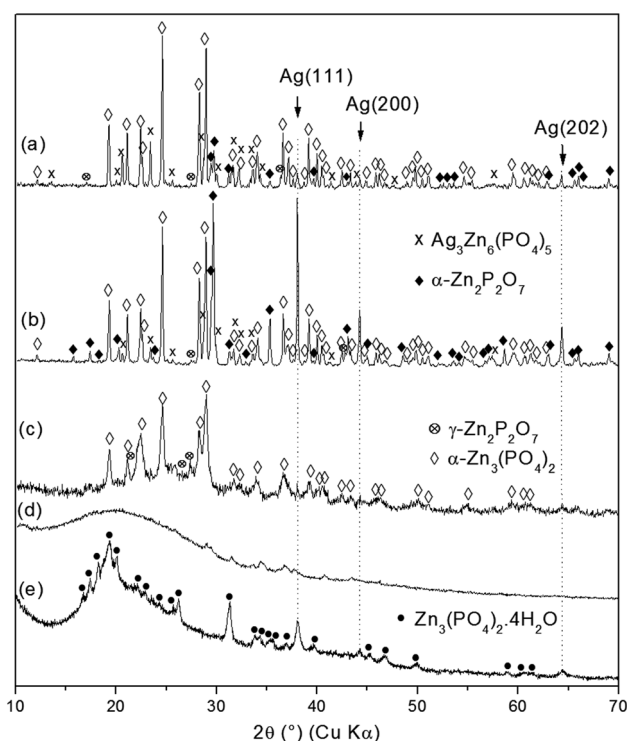 Ag(111)
Ag(200)
Ag(202)
(a)
x Ag₃Zn₆(PO₄)₅
◆ α-Zn₂P₂O₇
(b)
(c)
⊗ γ-Zn₂P₂O₇
◇ α-Zn₃(PO₄)₂
(d)
(e)
● Zn₃(PO₄)₂.4H₂O
10 20 30 40 50 60 70
2θ (°) (Cu Kα)